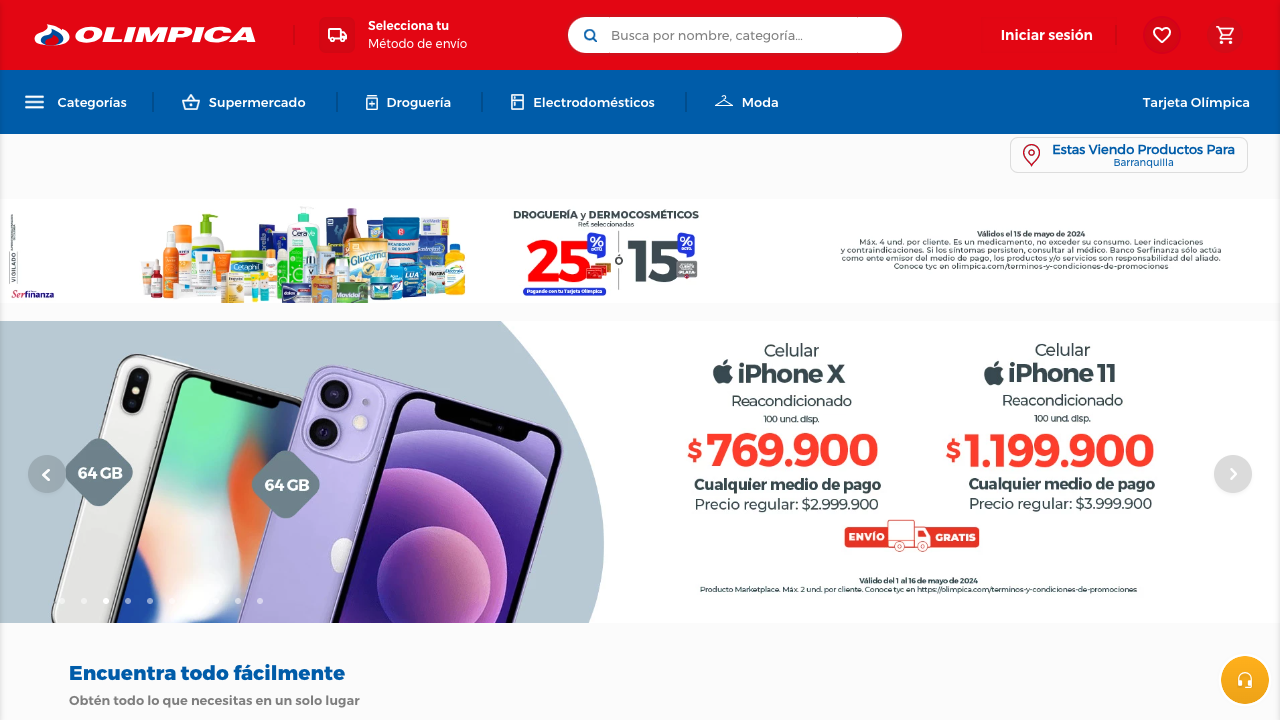 OLIMPICA
Selecciona tu
Método de envío
Busca por nombre, categoría...
Iniciar sesión
Categorías
Supermercado
Droguería
Electrodomésticos
Moda
Tarjeta Olímpica
Estas Viendo Productos Para
Barranquilla
VIGILADO
Serfinanza
CeraVe
Cetaphil
Glucerna
BICARBONATO DE SODIO
Movidol
LUA
DROGUERÍA y DERMOCOSMÉTICOS
Ref. seleccionadas
25% DCTO
Ó
15% DCTO
Pagando con tu Tarjeta Olímpica
Válidos el 15 de mayo de 2024
Máx. 4 und. por cliente. Es un medicamento, no exceder su consumo. Leer indicaciones
y contraindicaciones. Si los síntomas persisten, consultar al médico. Banco Serfinanza sólo actúa
como ente emisor del medio de pago, los productos y/o servicios son responsabilidad del aliado.
Conoce tyc en olimpica.com/terminos-y-condiciones-de-promociones
64 GB
64 GB
Celular
iPhone X
Reacondicionado
100 und. disp.
$769.900
Cualquier medio de pago
Precio regular: $2.999.900
Celular
iPhone 11
Reacondicionado
100 und. disp.
$1.199.900
Cualquier medio de pago
Precio regular: $3.999.900
ENVÍO GRATIS
Válido del 1 al 16 de mayo de 2024
Producto Marketplace. Máx. 2 und. por cliente. Conoce tyc en https://olimpica.com/terminos-y-condiciones-de-promociones
Encuentra todo fácilmente
Obtén todo lo que necesitas en un solo lugar